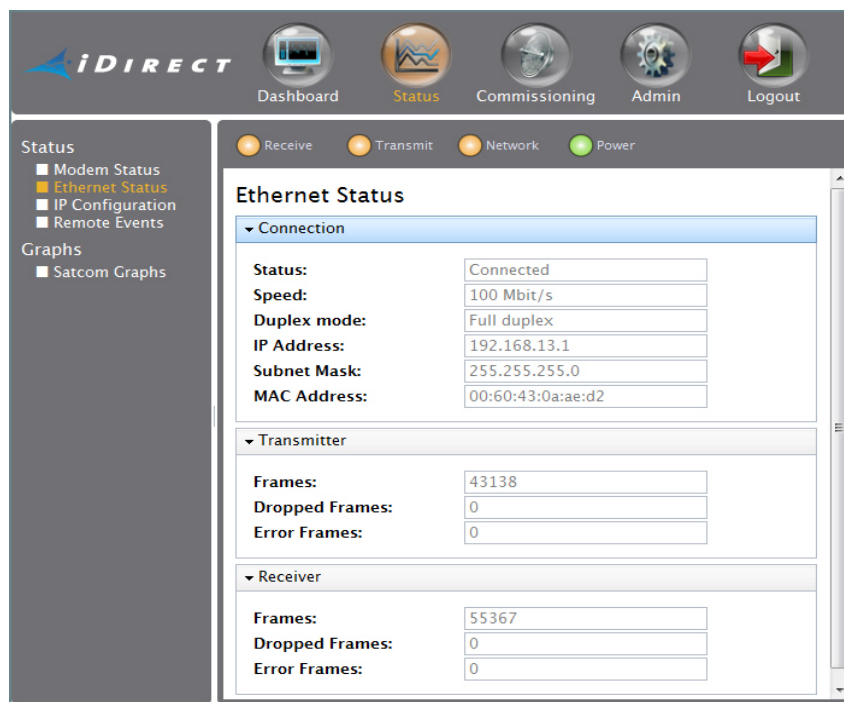 iDIRECT
Dashboard
Status
Commissioning
Admin
Logout
Status
Modem Status
Ethernet Status
IP Configuration
Remote Events
Graphs
Satcom Graphs
Receive
Transmit
Network
Power
Ethernet Status
Connection
Status: Connected
Speed: 100 Mbit/s
Duplex mode: Full duplex
IP Address: 192.168.13.1
Subnet Mask: 255.255.255.0
MAC Address: 00:60:43:0a:ae:d2
Transmitter
Frames: 43138
Dropped Frames: 0
Error Frames: 0
Receiver
Frames: 55367
Dropped Frames: 0
Error Frames: 0